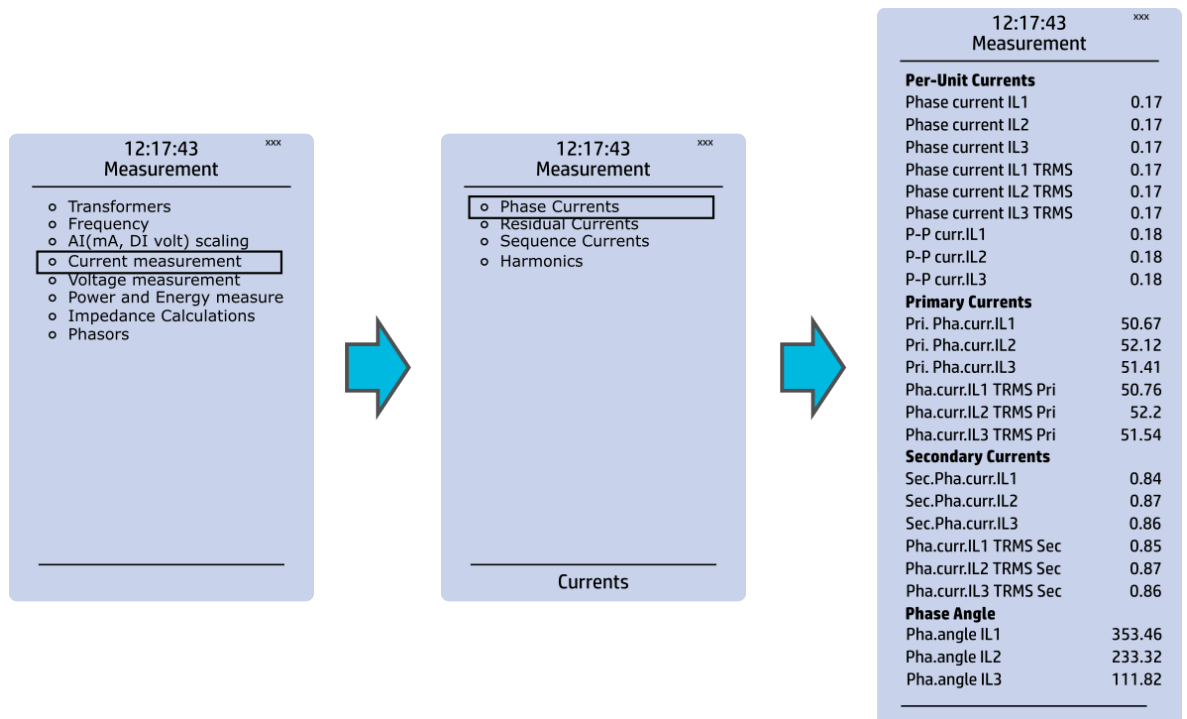 12:17:43 xxx
Measurement
Transformers
Frequency
AI(mA, DI volt) scaling
Current measurement
Voltage measurement
Power and Energy measure
Impedance Calculations
Phasors
12:17:43 xxx
Measurement
Phase Currents
Residual Currents
Sequence Currents
Harmonics
Currents
12:17:43 xxx
Measurement
Per-Unit Currents
Phase current IL1 0.17
Phase current IL2 0.17
Phase current IL3 0.17
Phase current IL1 TRMS 0.17
Phase current IL2 TRMS 0.17
Phase current IL3 TRMS 0.17
P-P curr.IL1 0.18
P-P curr.IL2 0.18
P-P curr.IL3 0.18
Primary Currents
Pri. Pha.curr.IL1 50.67
Pri. Pha.curr.IL2 52.12
Pri. Pha.curr.IL3 51.41
Pha.curr.IL1 TRMS Pri 50.76
Pha.curr.IL2 TRMS Pri 52.2
Pha.curr.IL3 TRMS Pri 51.54
Secondary Currents
Sec.Pha.curr.IL1 0.84
Sec.Pha.curr.IL2 0.87
Sec.Pha.curr.IL3 0.86
Pha.curr.IL1 TRMS Sec 0.85
Pha.curr.IL2 TRMS Sec 0.87
Pha.curr.IL3 TRMS Sec 0.86
Phase Angle
Pha.angle IL1 353.46
Pha.angle IL2 233.32
Pha.angle IL3 111.82